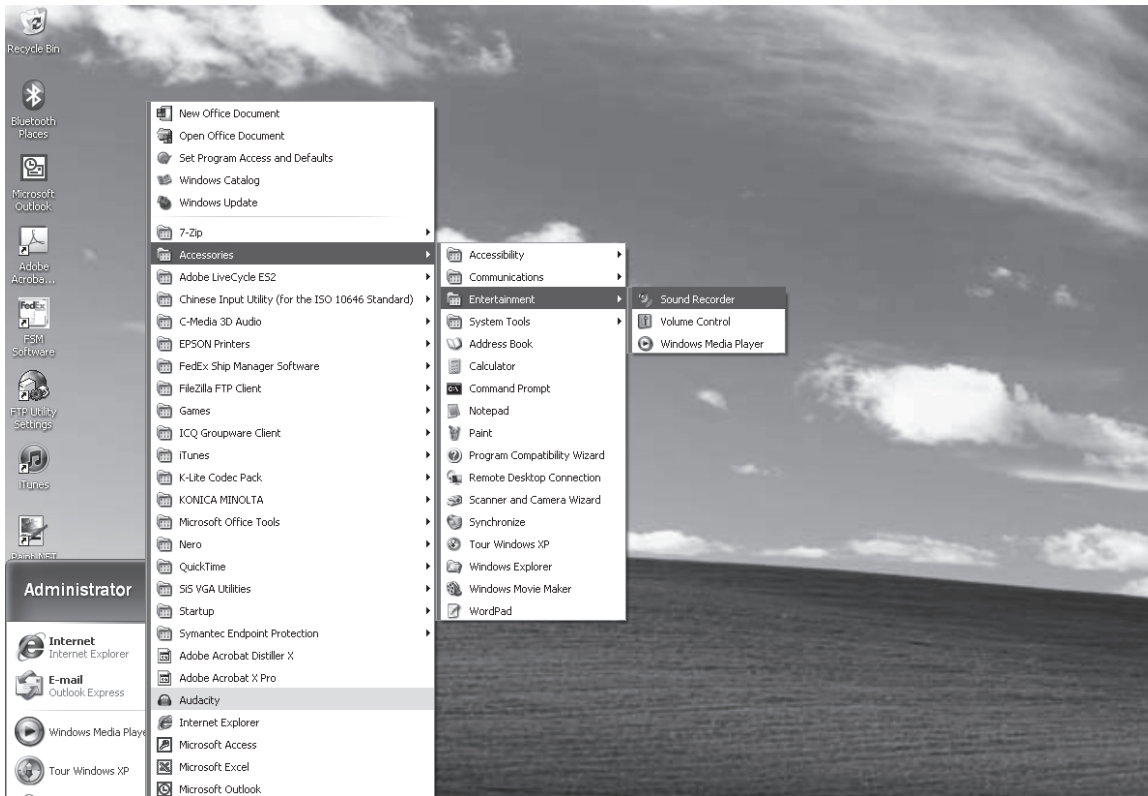 Recycle Bin
Bluetooth
Places
Microsoft
Outlook
Adobe
Acroba...
FedEx
FSM
Software
FTP Utility
Settings
iTunes
Paint.NET
Administrator
Internet
Internet Explorer
E-mail
Outlook Express
Windows Media Playe
Tour Windows XP
New Office Document
Open Office Document
Set Program Access and Defaults
Windows Catalog
Windows Update
7-Zip
Accessories
Adobe LiveCycle ES2
Chinese Input Utility (for the ISO 10646 Standard)
C-Media 3D Audio
EPSON Printers
FedEx Ship Manager Software
FileZilla FTP Client
Games
ICQ Groupware Client
iTunes
K-Lite Codec Pack
KONICA MINOLTA
Microsoft Office Tools
Nero
QuickTime
SiS VGA Utilities
Startup
Symantec Endpoint Protection
Adobe Acrobat Distiller X
Adobe Acrobat X Pro
Audacity
Internet Explorer
Microsoft Access
Microsoft Excel
Microsoft Outlook
Accessibility
Communications
Entertainment
System Tools
Address Book
Calculator
Command Prompt
Notepad
Paint
Program Compatibility Wizard
Remote Desktop Connection
Scanner and Camera Wizard
Synchronize
Tour Windows XP
Windows Explorer
Windows Movie Maker
WordPad
Sound Recorder
Volume Control
Windows Media Player